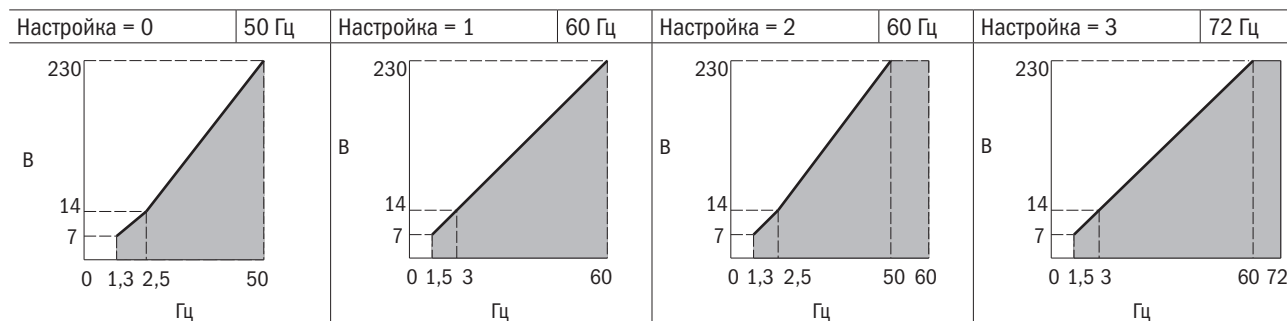 Настройка = 0 50 Гц
230
В
14
7
0 1,3 2,5 50
Гц
Настройка = 1 60 Гц
230
В
14
7
0 1,5 3 60
Гц
Настройка = 2 60 Гц
230
В
14
7
0 1,3 2,5 50 60
Гц
Настройка = 3 72 Гц
230
В
14
7
0 1,5 3 60 72
Гц